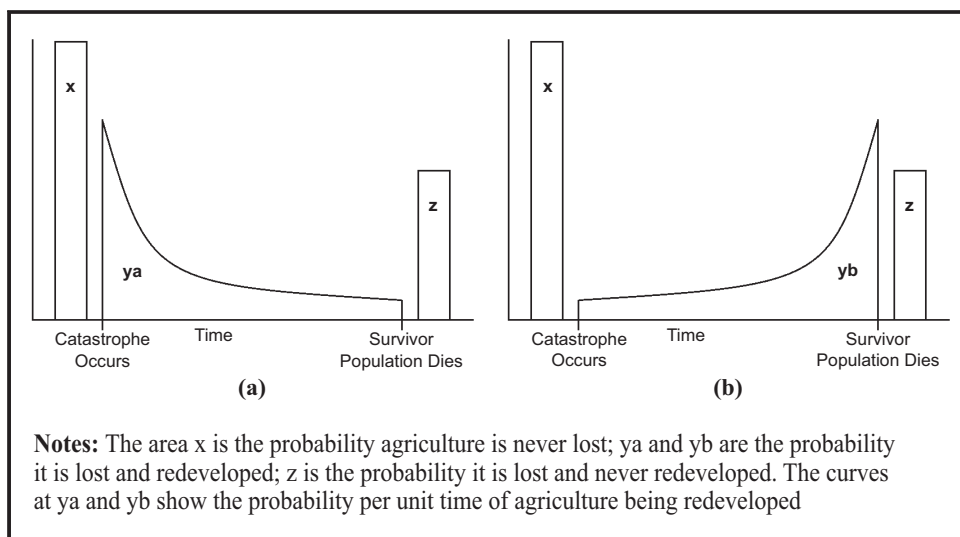 x
ya
z
Catastrophe
Occurs
Time
Survivor
Population Dies
(a)
x
yb
z
Catastrophe
Occurs
Time
Survivor
Population Dies
(b)
Notes: The area x is the probability agriculture is never lost; ya and yb are the probability
it is lost and redeveloped; z is the probability it is lost and never redeveloped. The curves
at ya and yb show the probability per unit time of agriculture being redeveloped